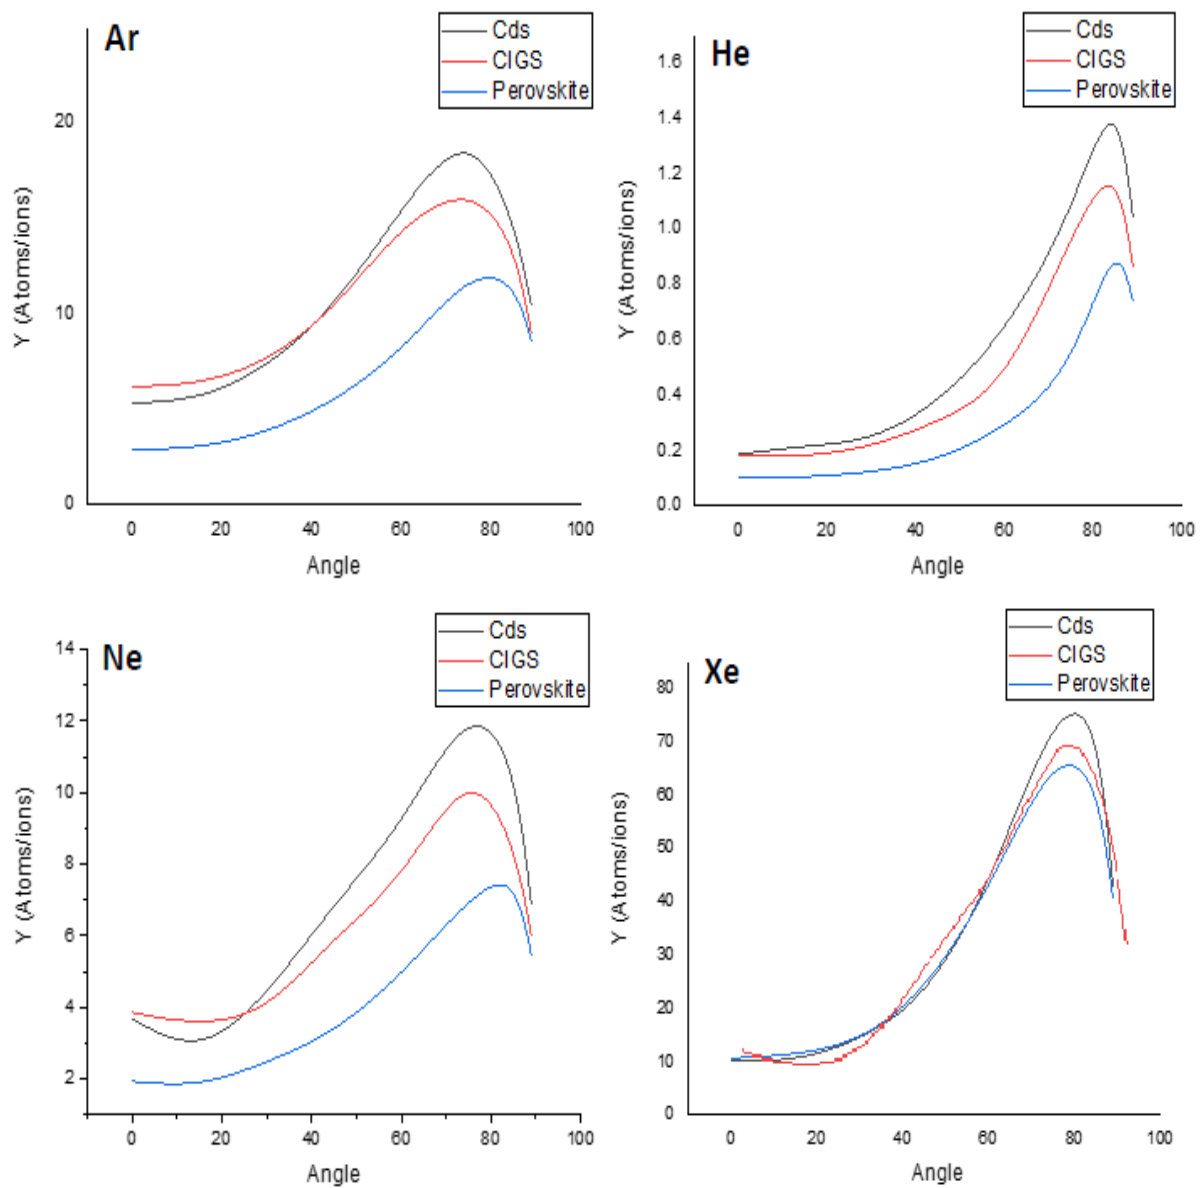 Ar
Cds
CIGS
Perovskite
20
10
0
Y (Atoms/ions)
0 20 40 60 80 100
Angle
He
Cds
CIGS
Perovskite
1.6
1.4
1.2
1.0
0.8
0.6
0.4
0.2
0.0
Y (Atoms/ions)
0 20 40 60 80 100
Angle
Ne
Cds
CIGS
Perovskite
14
12
10
8
6
4
2
Y (Atoms/ions)
0 20 40 60 80 100
Angle
Xe
Cds
CIGS
Perovskite
80
70
60
50
40
30
20
10
0
Y (Atoms/ions)
0 20 40 60 80 100
Angle